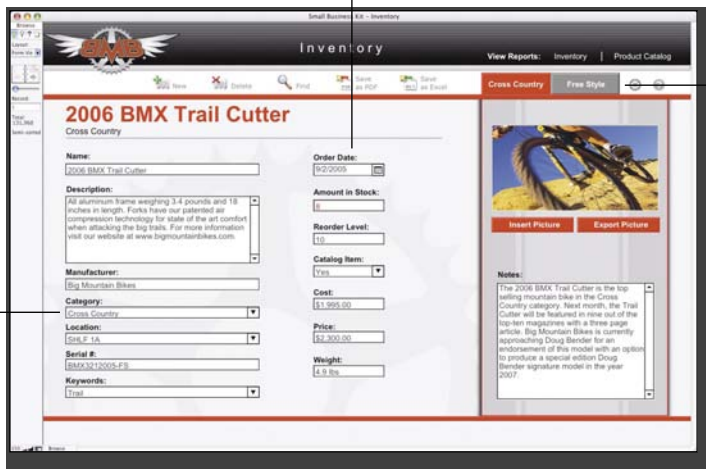 Small Business Kit - Inventory
Browse
Layout:
Record:
Total:
131,968
SMB
Inventory
View Reports: Inventory | Product Catalog
New
Delete
Find
Save as PDF
Save as Excel
Cross Country
Free Style
2006 BMX Trail Cutter
Cross Country
Name:
2006 BMX Trail Cutter
Description:
All aluminum frame weighing 3.4 pounds and 18
inches in length. Forks have our patented air
compression technology for state of the art comfort
when attacking the big trails. For more information
visit our website at www.bigmountainbikes.com.
Manufacturer:
Big Mountain Bikes
Category:
Cross Country
Location:
SHLF 1A
Serial #:
BMX3212005-FS
Keywords:
Trail
Order Date:
9/2/2005
Amount in Stock:
8
Reorder Level:
10
Catalog Item:
Yes
Cost:
$1,995.00
Price:
$2,300.00
Weight:
4.9 lbs
Insert Picture
Export Picture
Notes:
The 2006 BMX Trail Cutter is the top
selling mountain bike in the Cross
Country category. Next month, the Trail
Cutter will be featured in nine out of the
top-ten magazines with a three page
article. Big Mountain Bikes is currently
approaching Doug Bender for an
endorsement of this model with an option
to produce a special edition Doug
Bender signature model in the year
2007.
Browse